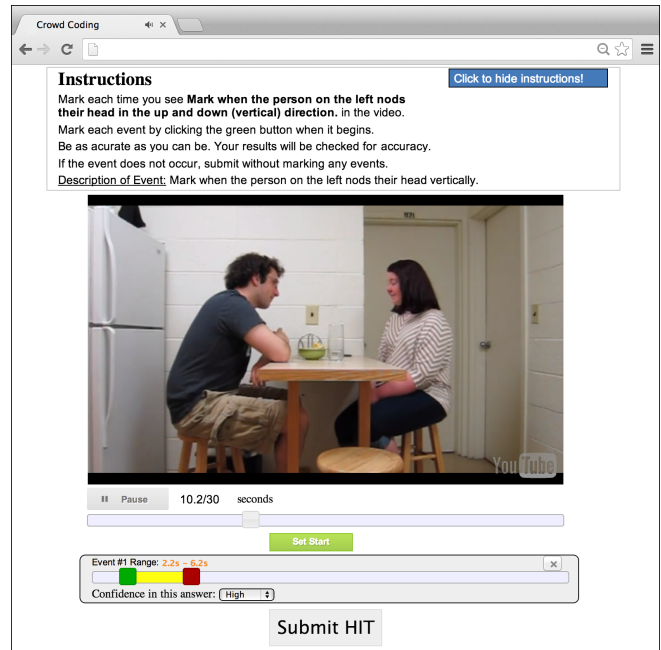 Crowd Coding
Instructions
Click to hide instructions!
Mark each time you see Mark when the person on the left nods
their head in the up and down (vertical) direction. in the video.
Mark each event by clicking the green button when it begins.
Be as acurate as you can be. Your results will be checked for accuracy.
If the event does not occur, submit without marking any events.
Description of Event: Mark when the person on the left nods their head vertically.
YouTube
Pause
10.2/30 seconds
Set Start
Event #1 Range: 2.2s - 6.2s
Confidence in this answer: High
Submit HIT